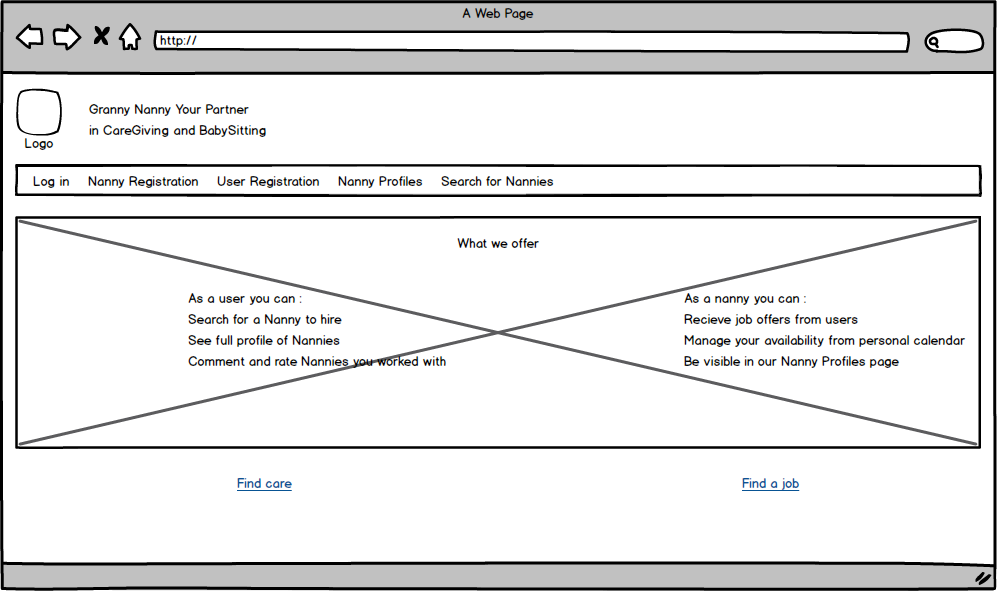 A Web Page
http://
Granny Nanny Your Partner
in CareGiving and BabySitting
Logo
Log in Nanny Registration User Registration Nanny Profiles Search for Nannies
What we offer
As a user you can :
Search for a Nanny to hire
See full profile of Nannies
Comment and rate Nannies you worked with
As a nanny you can :
Recieve job offers from users
Manage your availability from personal calendar
Be visible in our Nanny Profiles page
Find care
Find a job